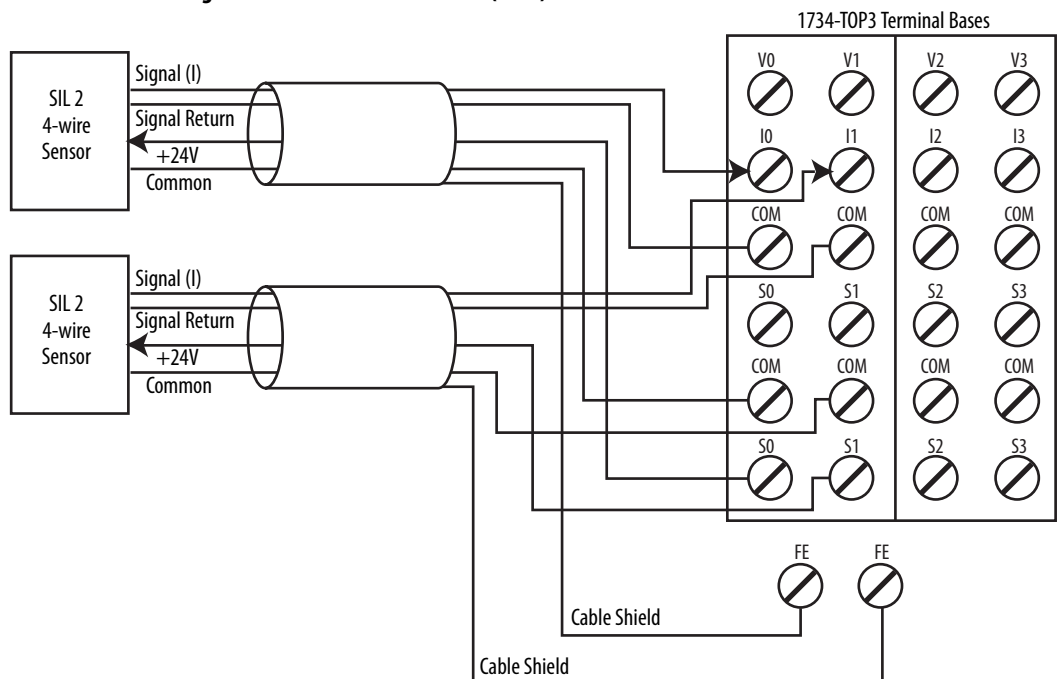 1734-TOP3 Terminal Bases
SIL 2
4-wire
Sensor
Signal (I)
Signal Return
+24V
Common
SIL 2
4-wire
Sensor
Signal (I)
Signal Return
+24V
Common
V0 V1 V2 V3
I0 I1 I2 I3
COM COM COM COM
S0 S1 S2 S3
COM COM COM COM
S0 S1 S2 S3
FE FE
Cable Shield
Cable Shield